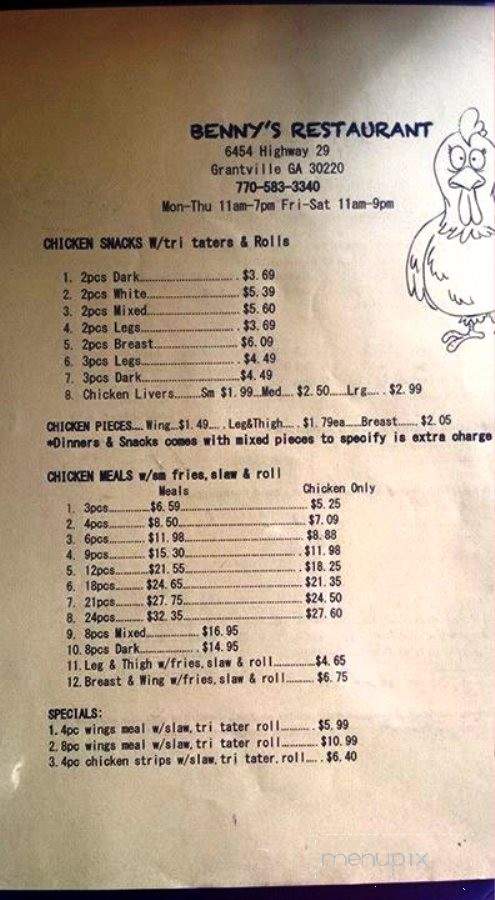 BENNY'S RESTAURANT
6454 Highway 29
Grantville GA 30220
770-583-3340
Mon-Thu 11am-7pm Fri-Sat 11am-9pm
CHICKEN SNACKS W/tri taters & Rolls
1. 2pcs Dark.......................$3.69
2. 2pcs White.......................$5.39
3. 2pcs Mixed.......................$5.60
4. 2pcs Legs.......................$3.69
5. 2pcs Breast.......................$6.09
6. 3pcs Legs.......................$4.49
7. 3pcs Dark.......................$4.49
8. Chicken Livers.......Sm $1.99...Med.... $2.50.....Lrg.... $2.99
CHICKEN PIECES.... Wing...$1.49.... Leg&Thigh.... $1.79ea.....Breast...... $2.05
*Dinners & Snacks comes with mixed pieces to specify is extra charge
CHICKEN MEALS w/sm fries,slaw & roll
Meals Chicken Only
1. 3pcs..........$6.59..............................$5.25
2. 4pcs..........$8.50..............................$7.09
3. 6pcs..........$11.98..............................$8.88
4. 9pcs..........$15.30..............................$11.98
5. 12pcs..........$21.55..............................$18.25
6. 18pcs..........$24.65..............................$21.35
7. 21pcs..........$27.75..............................$24.50
8. 24pcs..........$32.35..............................$27.60
9. 8pcs Mixed...............$16.95
10. 8pcs Dark...............$14.95
11. Leg & Thigh w/fries,slaw & roll...........$4.65
12. Breast & Wing w/fries,slaw & roll......... $6.75
SPECIALS:
1. 4pc wings meal w/slaw,tri tater roll.......... $5.99
2. 8pc wings meal w/slaw,tri tater roll.......... $10.99
3. 4pc chicken strips w/slaw,tri tater,roll.... $6.40
menupix